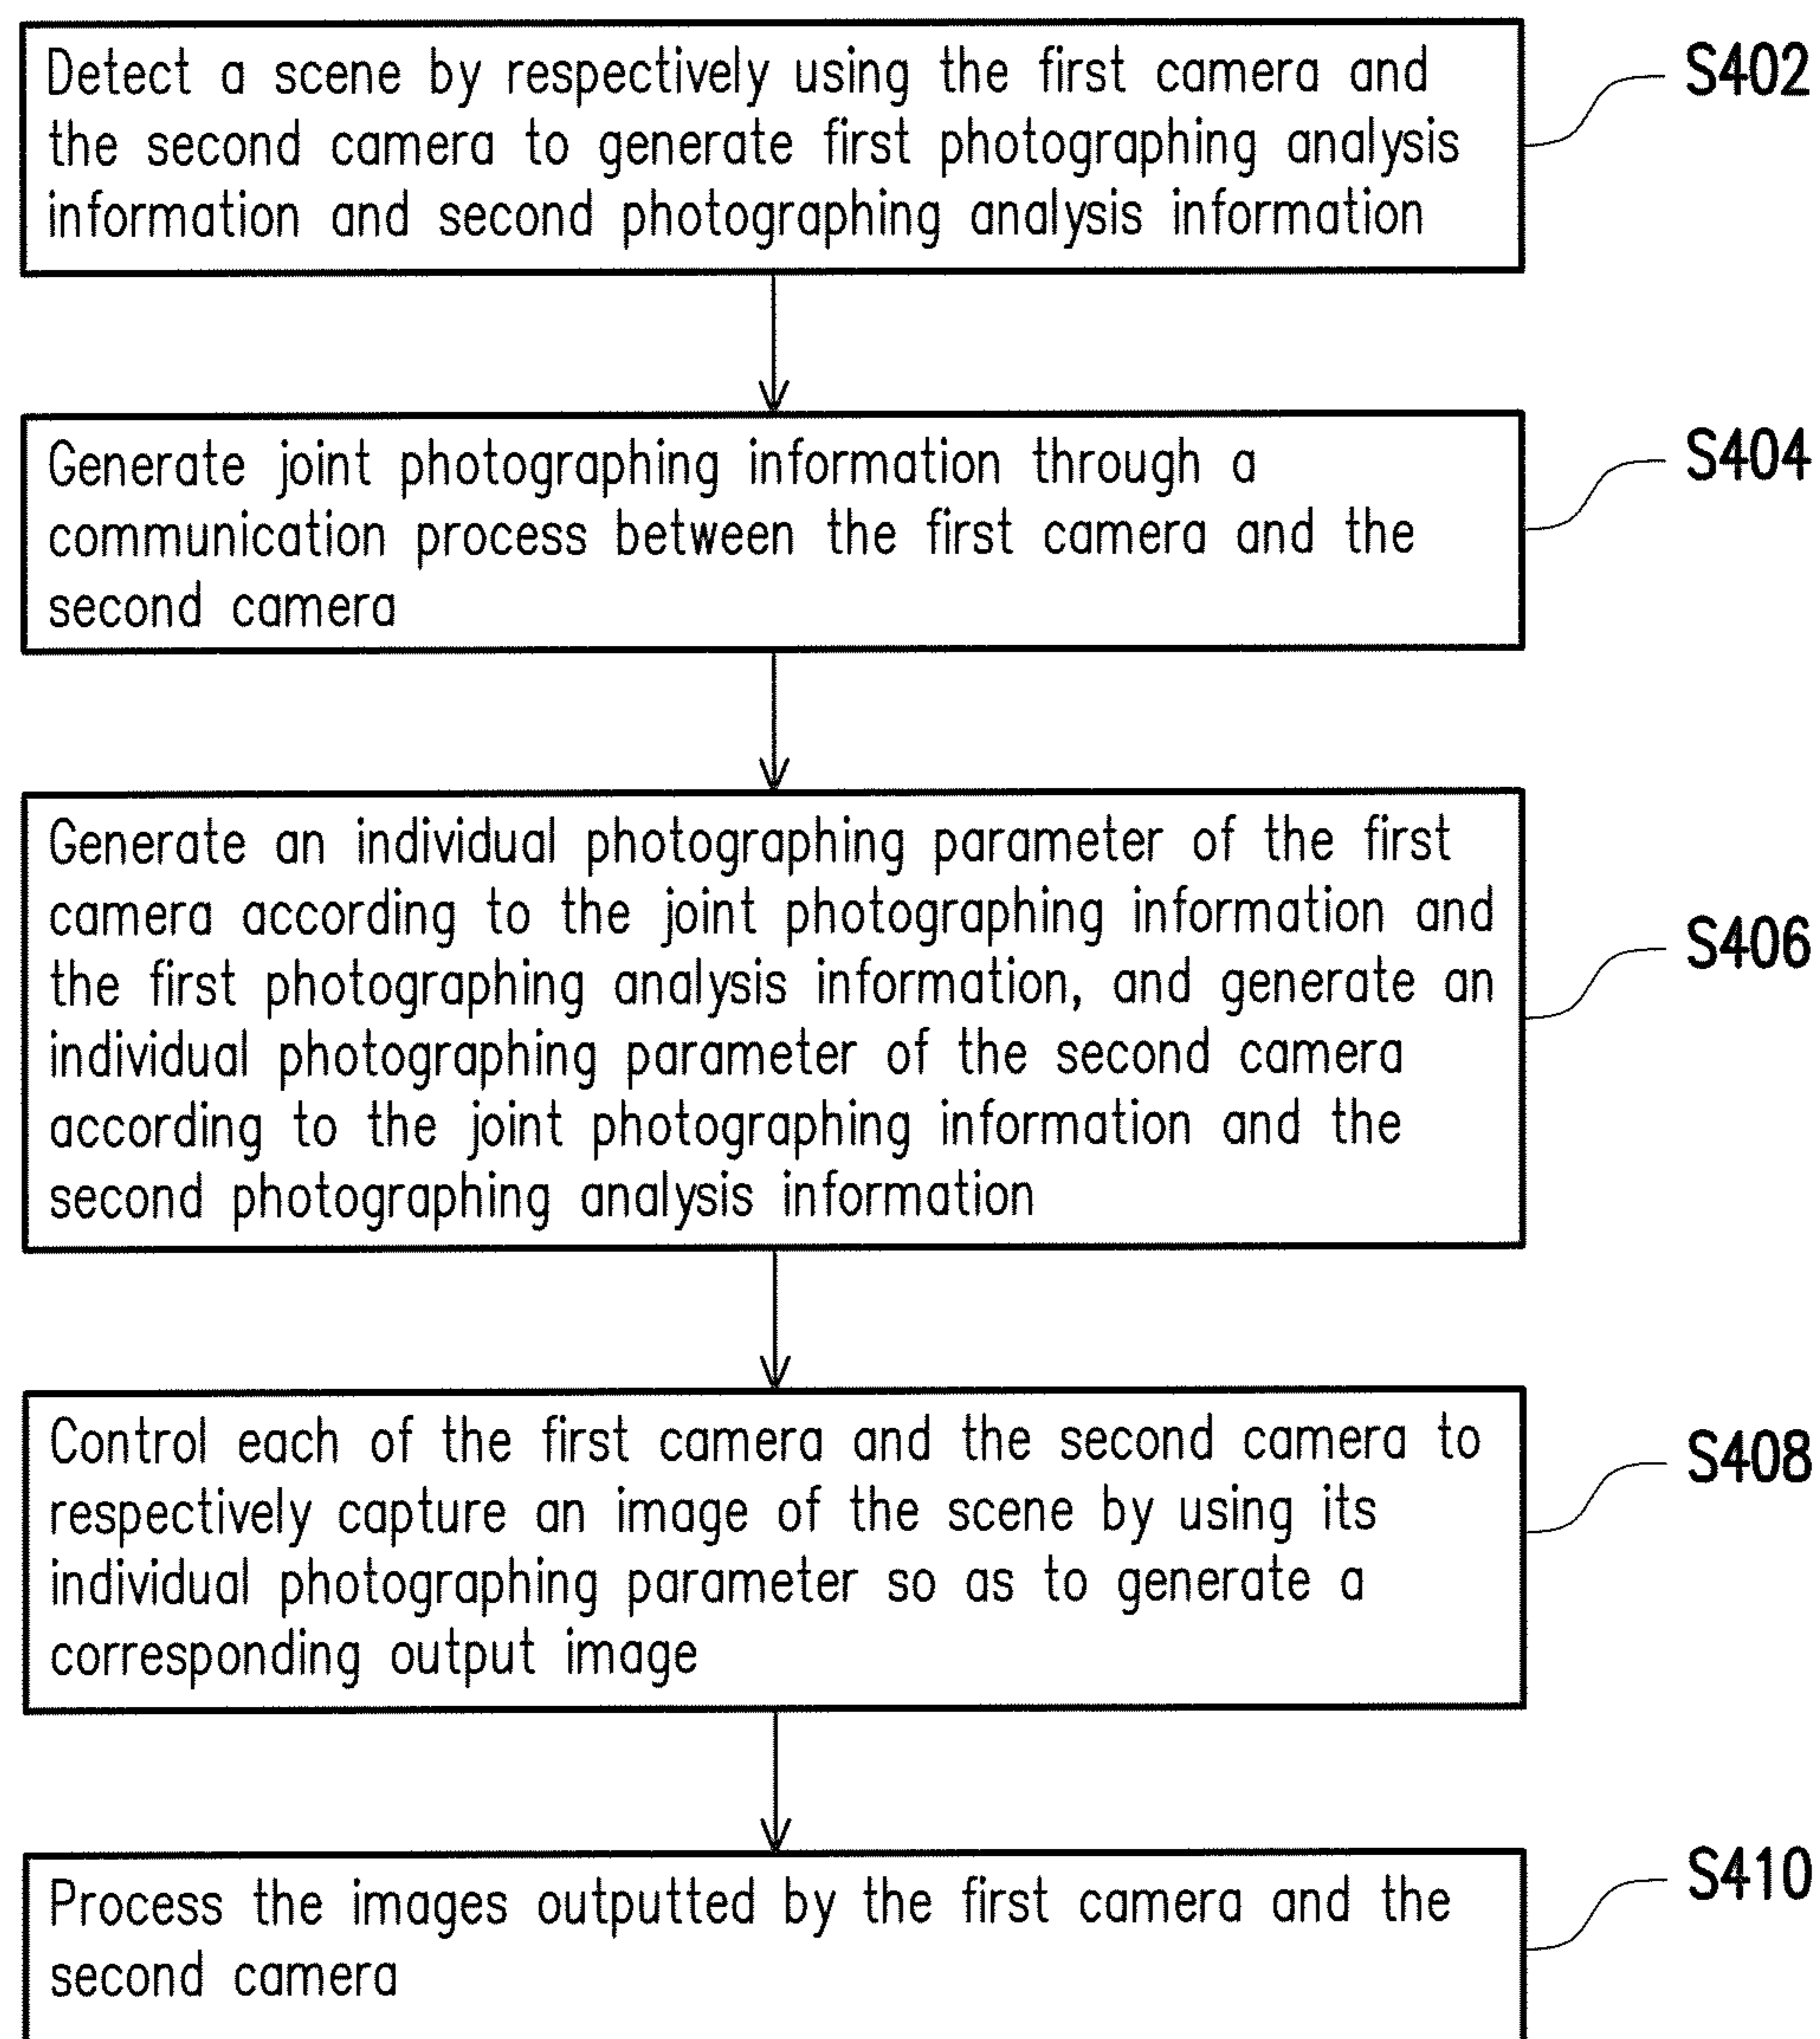 Detect a scene by respectively using the first camera and
the second camera to generate first photographing analysis
information and second photographing analysis information
S402
Generate joint photographing information through a
communication process between the first camera and the
second camera
S404
Generate an individual photographing parameter of the first
camera according to the joint photographing information and
the first photographing analysis information, and generate an
individual photographing parameter of the second camera
according to the joint photographing information and the
second photographing analysis information
S406
Control each of the first camera and the second camera to
respectively capture an image of the scene by using its
individual photographing parameter so as to generate a
corresponding output image
S408
Process the images outputted by the first camera and the
second camera
S410